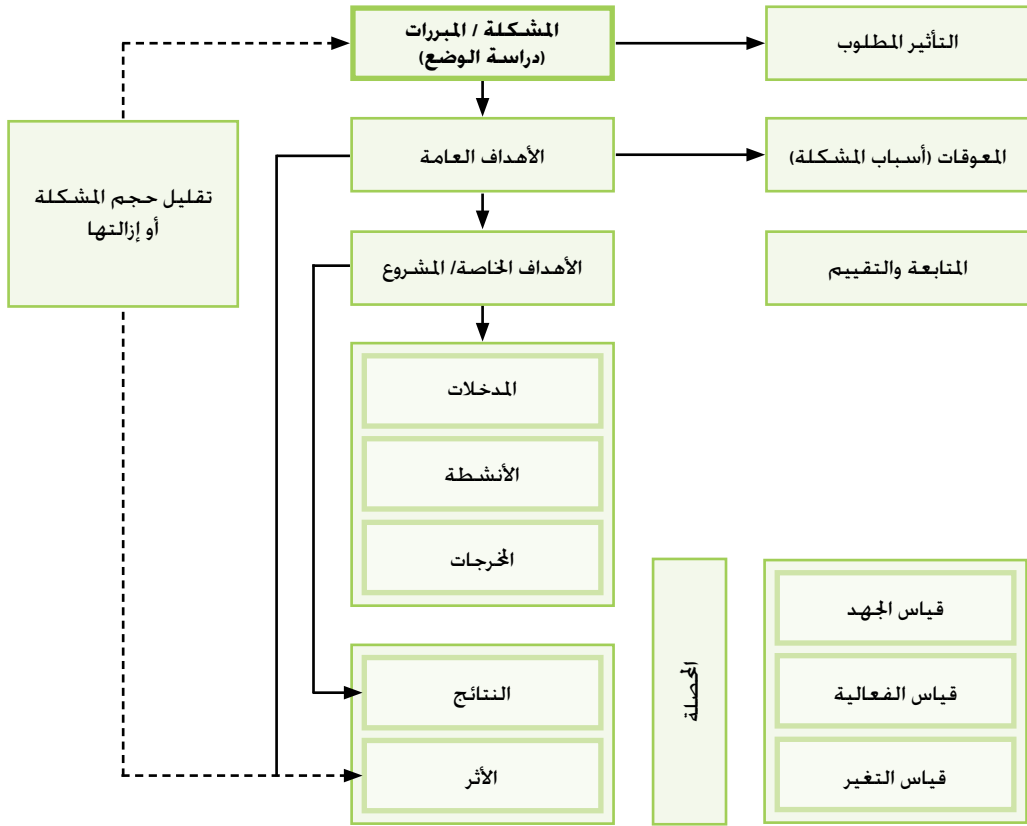 المشكلة / المبررات
(دراسة الوضع)
التأثير المطلوب
الأهداف العامة
المعوقات (أسباب المشكلة)
تقليل حجم المشكلة
أو إزالتها
الأهداف الخاصة/ المشروع
المتابعة والتقييم
المدخلات
الأنشطة
المخرجات
المحصلة
قياس الجهد
النتائج
قياس الفعالية
الأثر
قياس التغير